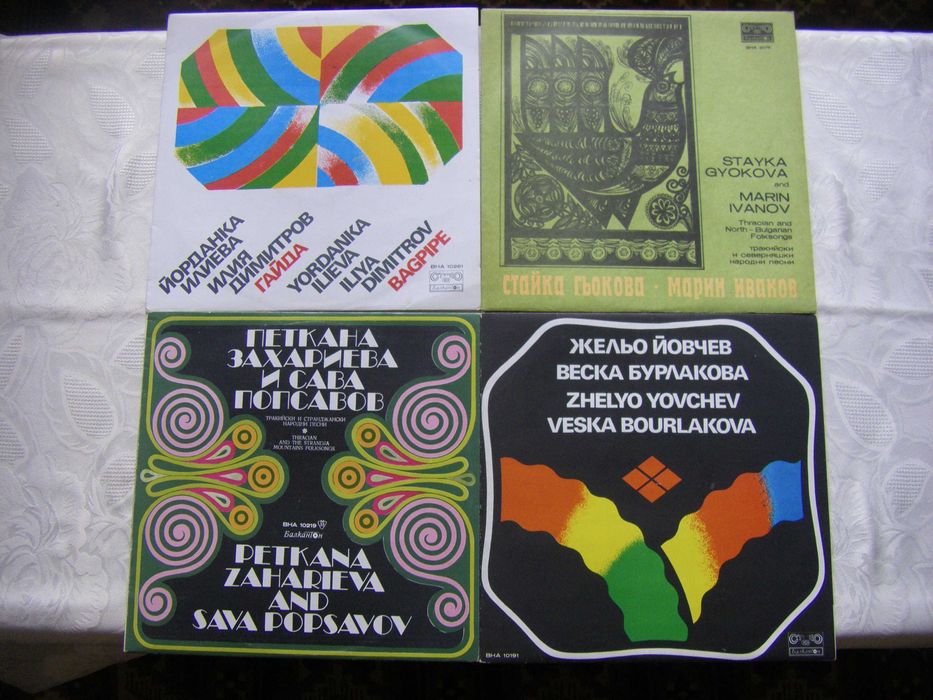 ЙОРДАНКА
ИЛИЕВА
ИЛИЯ
ДИМИТРОВ
ГАЙДА
YORDANKA
ILIEVA
ILIYA
DIMITROV
BAGPIPE
BHA 10261
Балкантон
STAYKA
GYOKOVA
and
MARIN
IVANOV
Thracian and
North - Bulgarian
Folksongs
тракийски
и северняшки
народни песни
СТАЙКА ГЬОКОВА · МАРИН ИВАНОВ
ПЕТКАНА
ЗАХАРИЕВА
И САВА
ПОПСАВОВ
ТРАКИЙСКИ И СТРАНДЖАНСКИ
НАРОДНИ ПЕСНИ
THRACIAN
AND THE STRANDJA
MOUNTAINS FOLKSONGS
BHA 10919
Балкантон
PETKANA
ZAHARIEVA
AND
SAVA POPSAVOV
ЖЕЛЬО ЙОВЧЕВ
ВЕСКА БУРЛАКОВА
ZHELYO YOVCHEV
VESKA BOURLAKOVA
BHA 10191
Балкантон